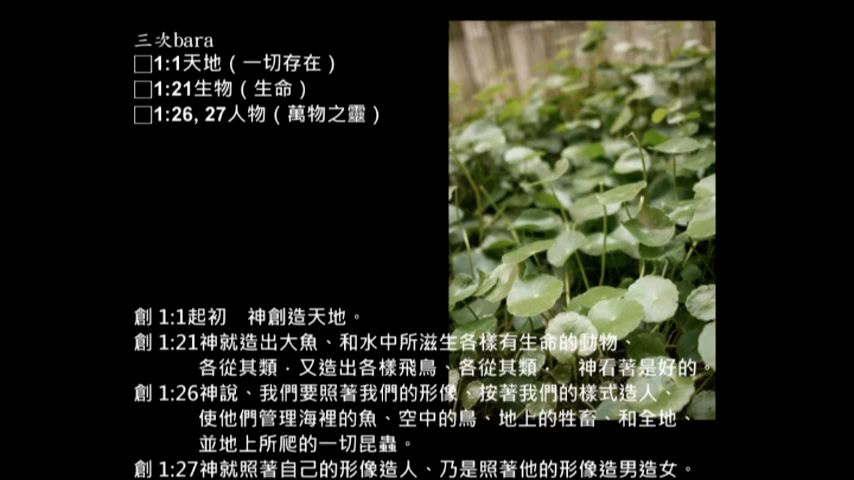 三次bara
□1:1天地（一切存在）
□1:21生物（生命）
□1:26, 27人物（萬物之靈）
創 1:1起初　神創造天地。
創 1:21神就造出大魚、和水中所滋生各樣有生命的動物、
各從其類．又造出各樣飛鳥、各從其類．　神看著是好的。
創 1:26神說、我們要照著我們的形像、按著我們的樣式造人、
使他們管理海裡的魚、空中的鳥、地上的牲畜、和全地、
並地上所爬的一切昆蟲。
創 1:27神就照著自己的形像造人、乃是照著他的形像造男造女。